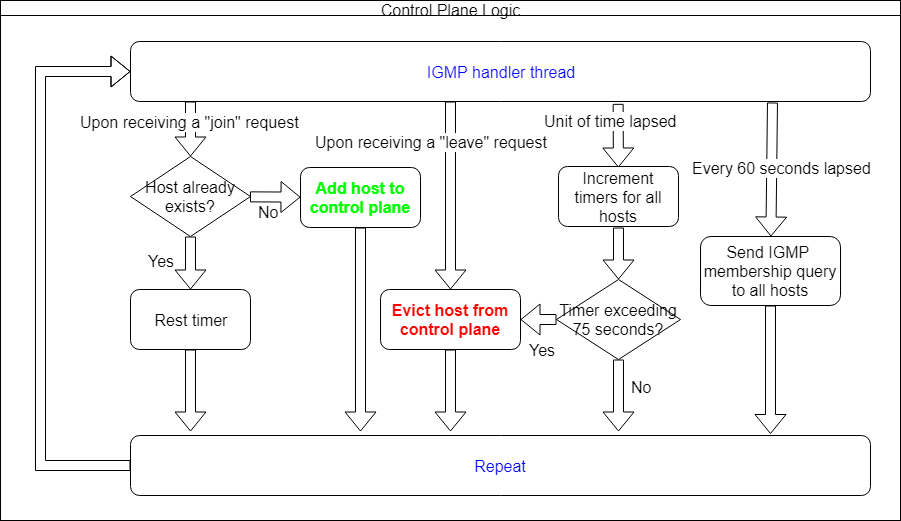 Control Plane Logic
IGMP handler thread
Upon receiving a "join" request
Host already
exists?
No
Add host to
control plane
Yes
Rest timer
Upon receiving a "leave" request
Evict host from
control plane
Unit of time lapsed
Increment
timers for all
hosts
Timer exceeding
75 seconds?
Yes
No
Every 60 seconds lapsed
Send IGMP
membership query
to all hosts
Repeat